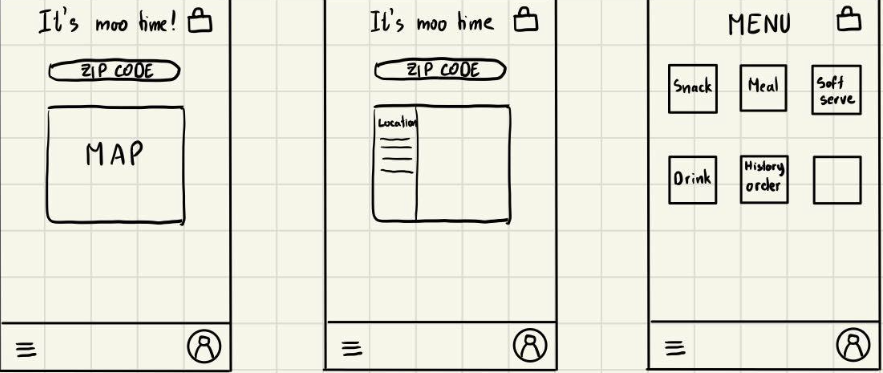 It's moo time!
ZIP CODE
MAP
It's moo time
ZIP CODE
Location
MENU
Snack
Meal
Soft
serve
Drink
History
order